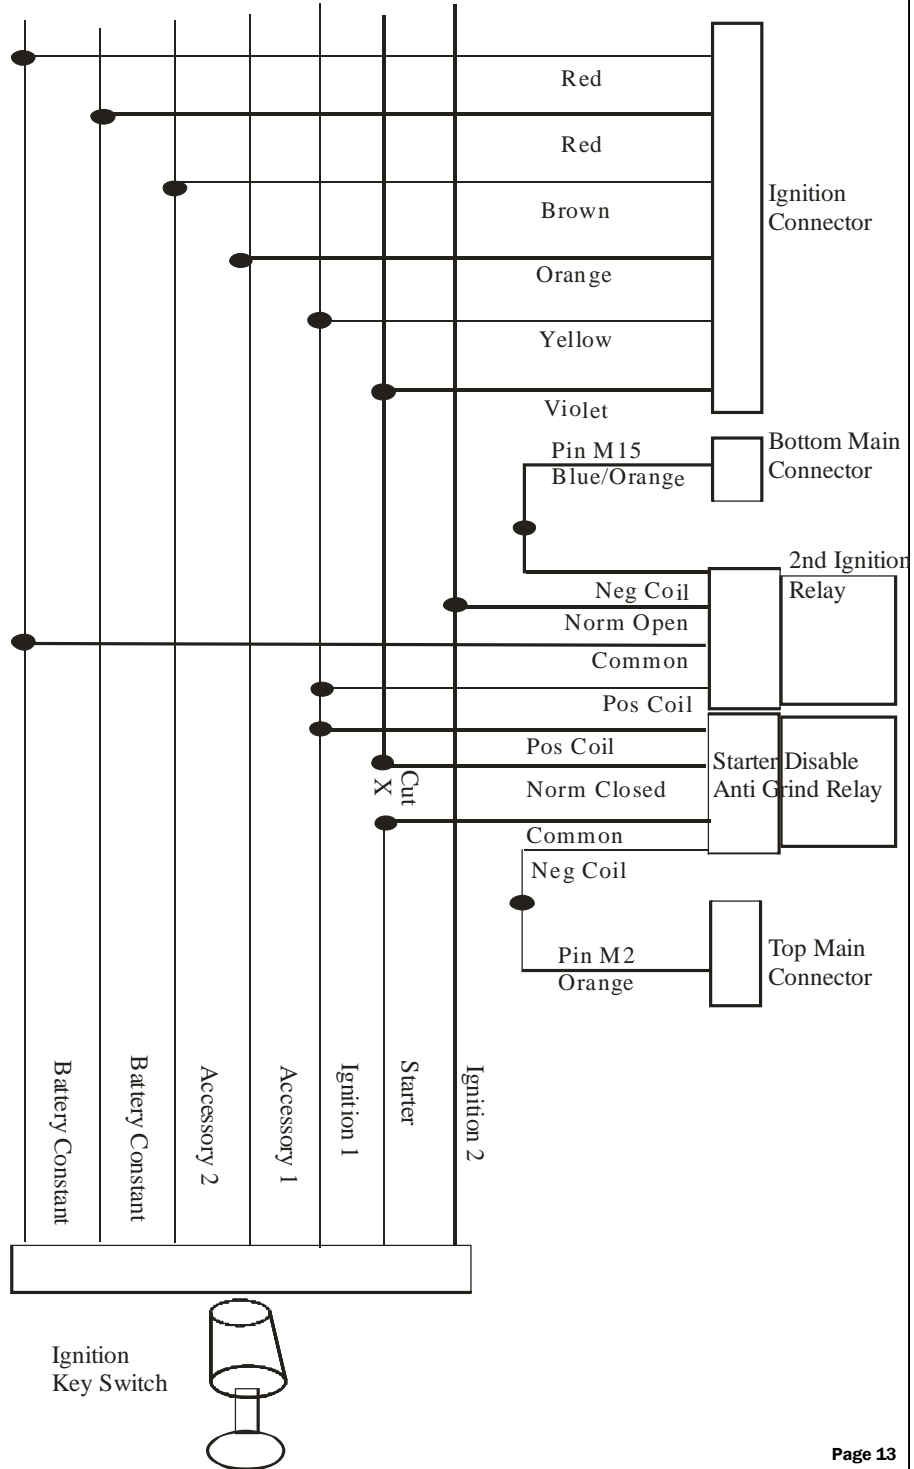 Red
Red
Brown
Ignition
Connector
Orange
Yellow
Violet
Pin M15
Blue/Orange
Bottom Main
Connector
2nd Ignition
Relay
Neg Coil
Norm Open
Common
Pos Coil
Pos Coil
Starter Disable
Anti Grind Relay
Cut
X
Norm Closed
Common
Neg Coil
Pin M2
Orange
Top Main
Connector
Battery Constant
Battery Constant
Accessory 2
Accessory 1
Ignition 1
Starter
Ignition 2
Ignition
Key Switch
Page 13